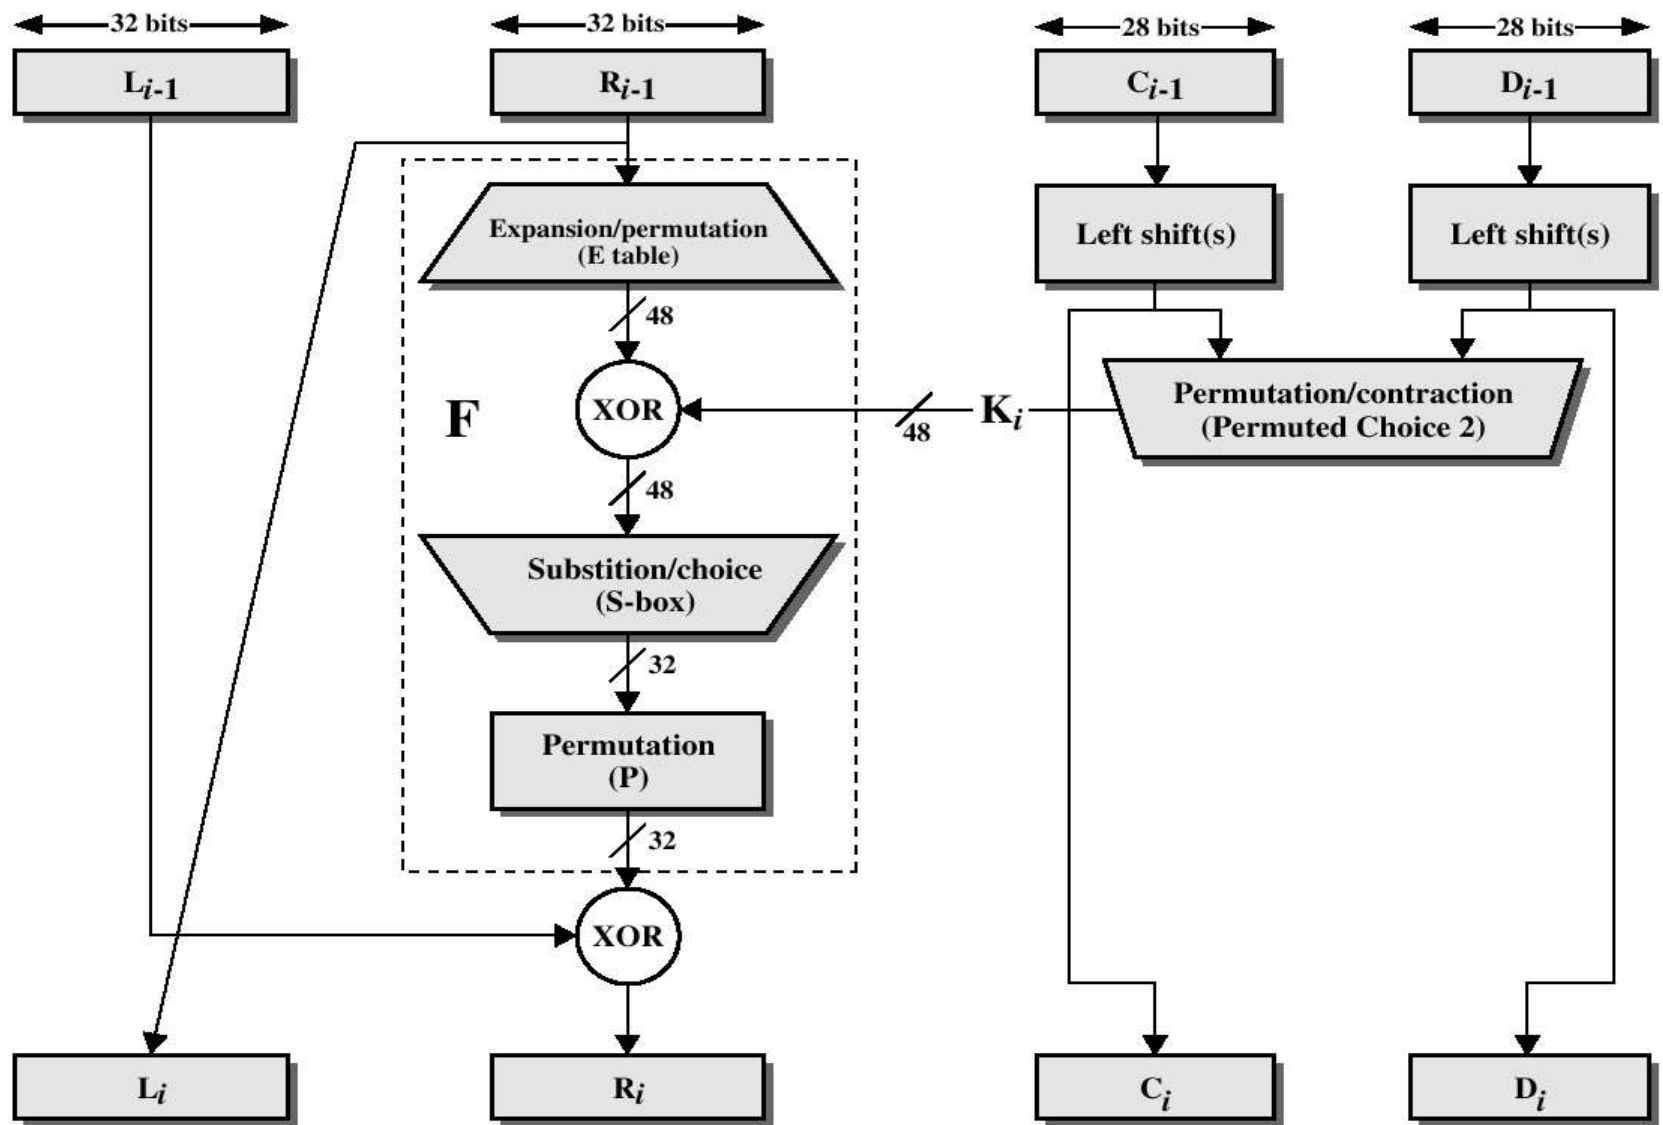 32 bits
32 bits
28 bits
28 bits
Li-1
Ri-1
Ci-1
Di-1
Expansion/permutation
(E table)
Left shift(s)
Left shift(s)
48
F
XOR
48
Ki
Permutation/contraction
(Permuted Choice 2)
48
Substition/choice
(S-box)
32
Permutation
(P)
32
XOR
Li
Ri
Ci
Di